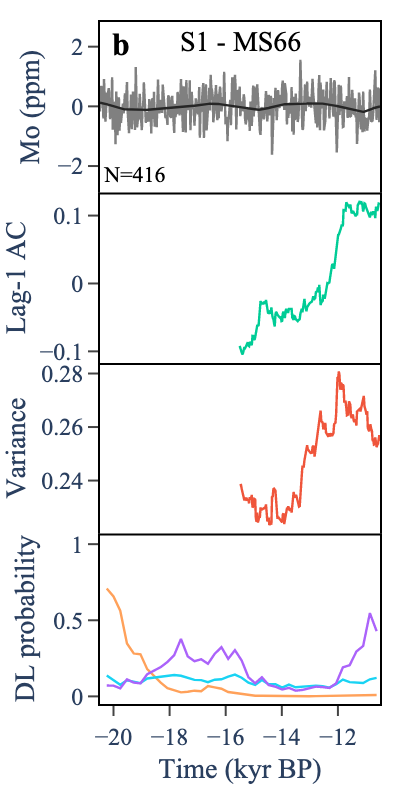 b S1 - MS66
Mo (ppm)
2
0
−2
N=416
Lag-1 AC
0.1
0
−0.1
Variance
0.28
0.26
0.24
DL probability
1
0.5
0
−20 −18 −16 −14 −12
Time (kyr BP)